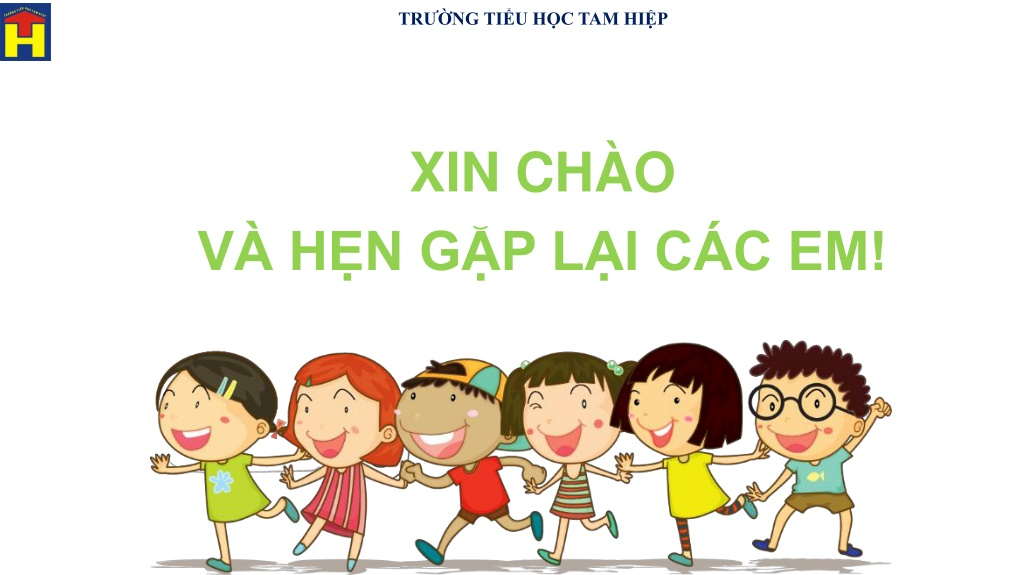 TRƯỜNG TIỂU HỌC TAM HIỆP
H
XIN CHÀO
VÀ HẸN GẶP LẠI CÁC EM!